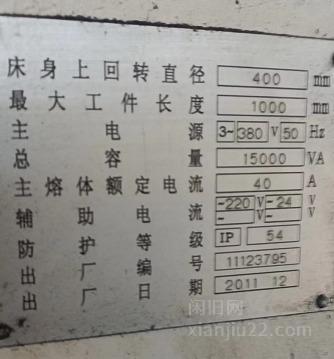 床身上回转直径 400 mm
最大工件长度 1000 mm
主电源 3~ 380 V 50 Hz
总容量 15000 VA
主熔体额定电流 40 A
辅助电流 -220 V -24 V
- V - V
防护等级 IP 54
出厂编号 11123795
出厂日期 2011 12
闲旧网
xianjiu22.com